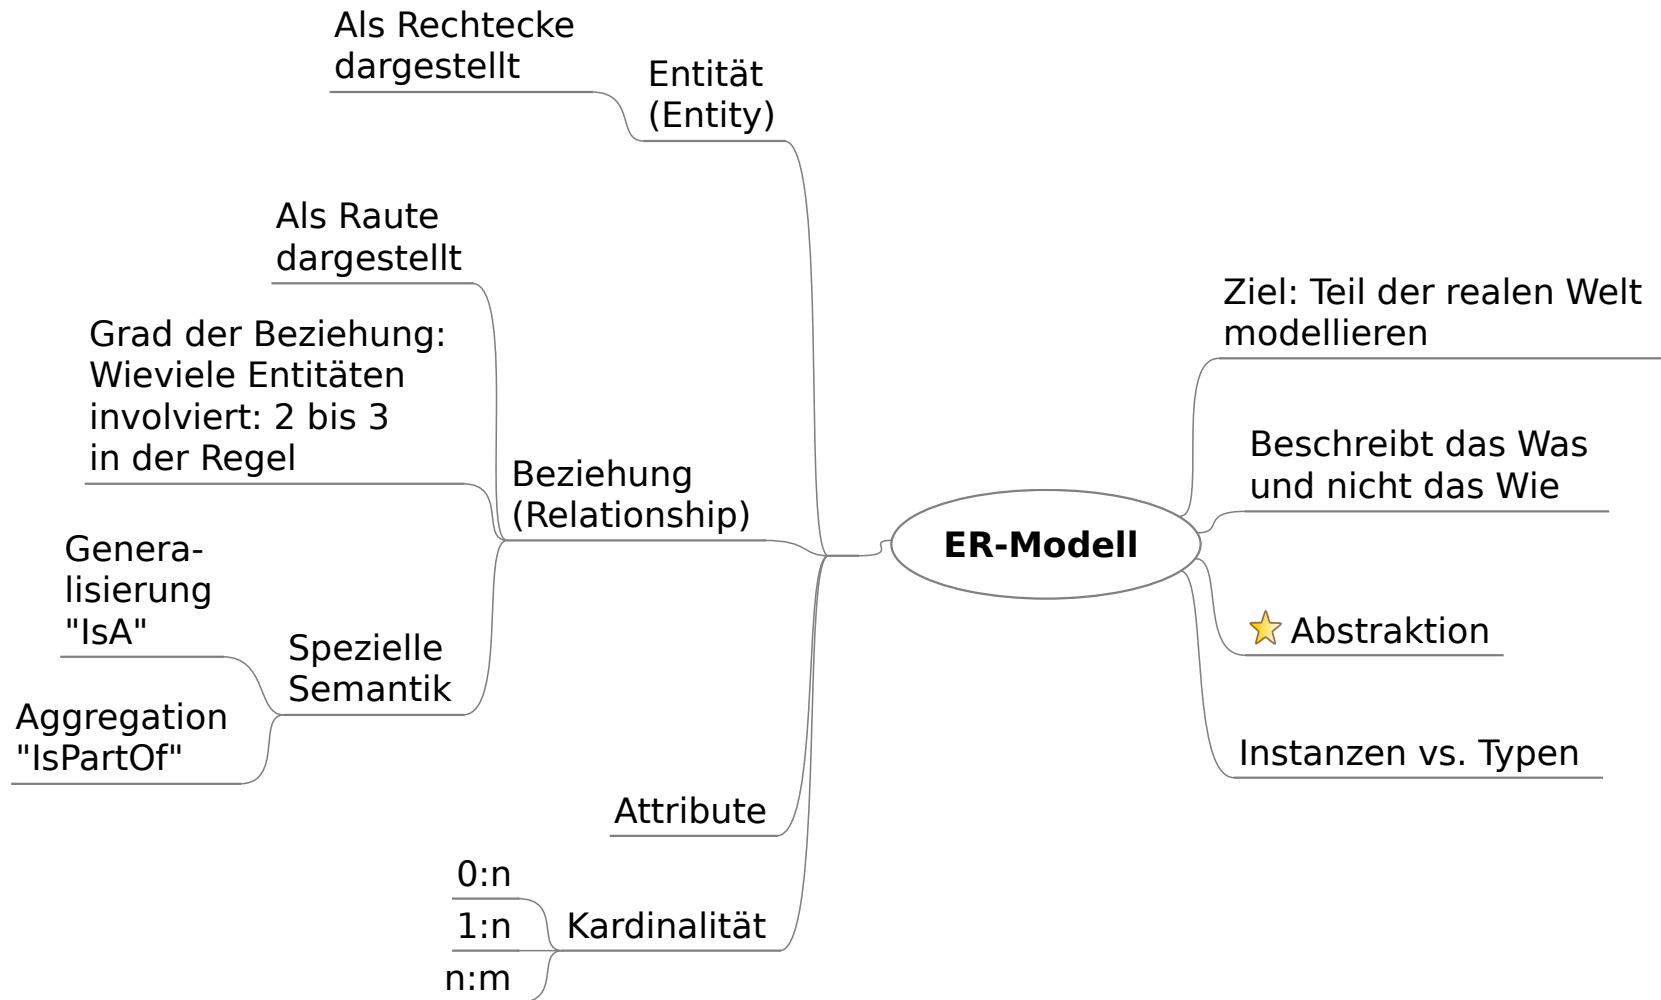 Als Rechtecke
dargestellt
Entität
(Entity)
Als Raute
dargestellt
Grad der Beziehung:
Wieviele Entitäten
involviert: 2 bis 3
in der Regel
Beziehung
(Relationship)
Genera-
lisierung
"IsA"
Aggregation
"IsPartOf"
Spezielle
Semantik
Attribute
0:n
1:n
n:m
Kardinalität
ER-Modell
Ziel: Teil der realen Welt
modellieren
Beschreibt das Was
und nicht das Wie
Abstraktion
Instanzen vs. Typen